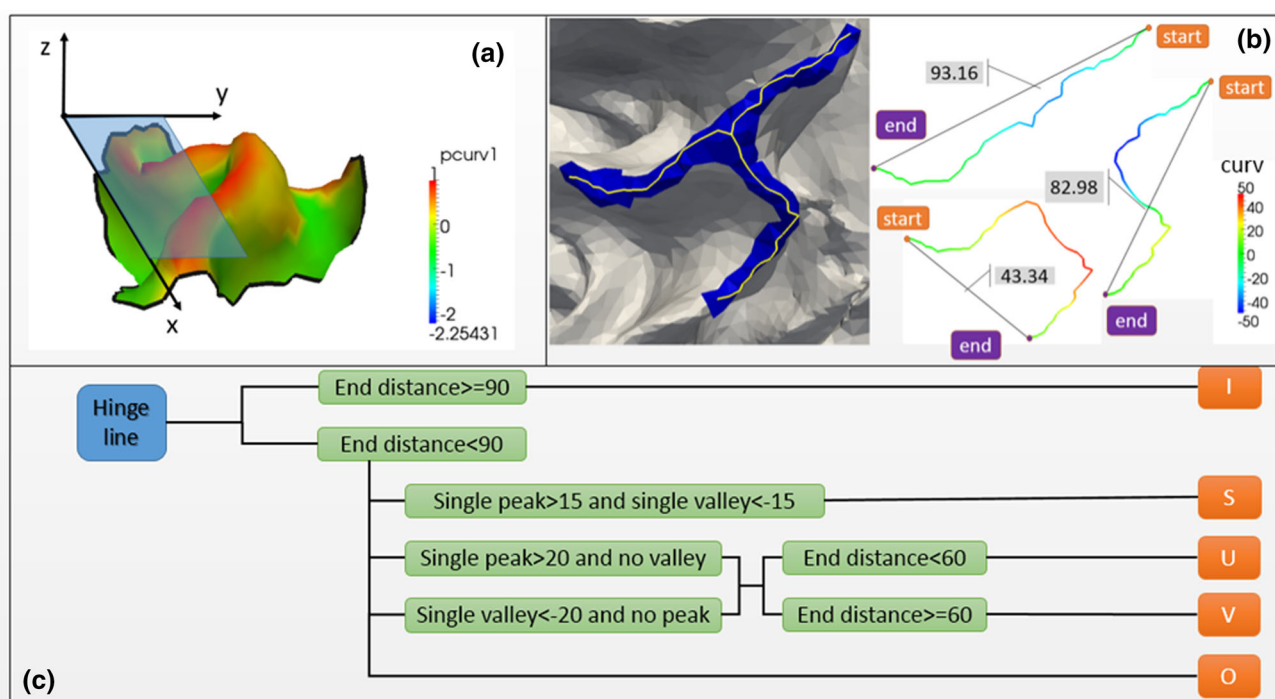 (a)
z
y
x
pcurv1
1
0
-1
-2
-2.25431
(b)
start
93.16
end
start
82.98
end
start
43.34
end
curv
50
40
20
0
-20
-40
-50
(c)
Hinge
line
End distance>=90
I
End distance<90
Single peak>15 and single valley<-15
S
Single peak>20 and no valley
End distance<60
U
Single valley<-20 and no peak
End distance>=60
V
O